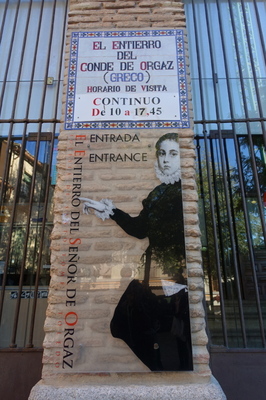 EL ENTIERRO DEL
CONDE DE ORGAZ
(GRECO)
HORARIO DE VISITA
CONTINUO
DE 10 A 17,45
ENTRADA
ENTRANCE
EL ENTIERRO DEL SEÑOR DE ORGAZ